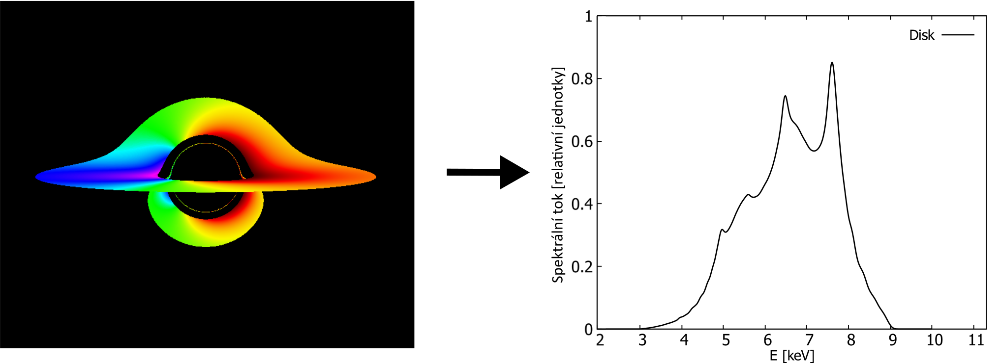 Disk
Spektrální tok [relativní jednotky]
1
0.8
0.6
0.4
0.2
0
2 3 4 5 6 7 8 9 10 11
E [keV]